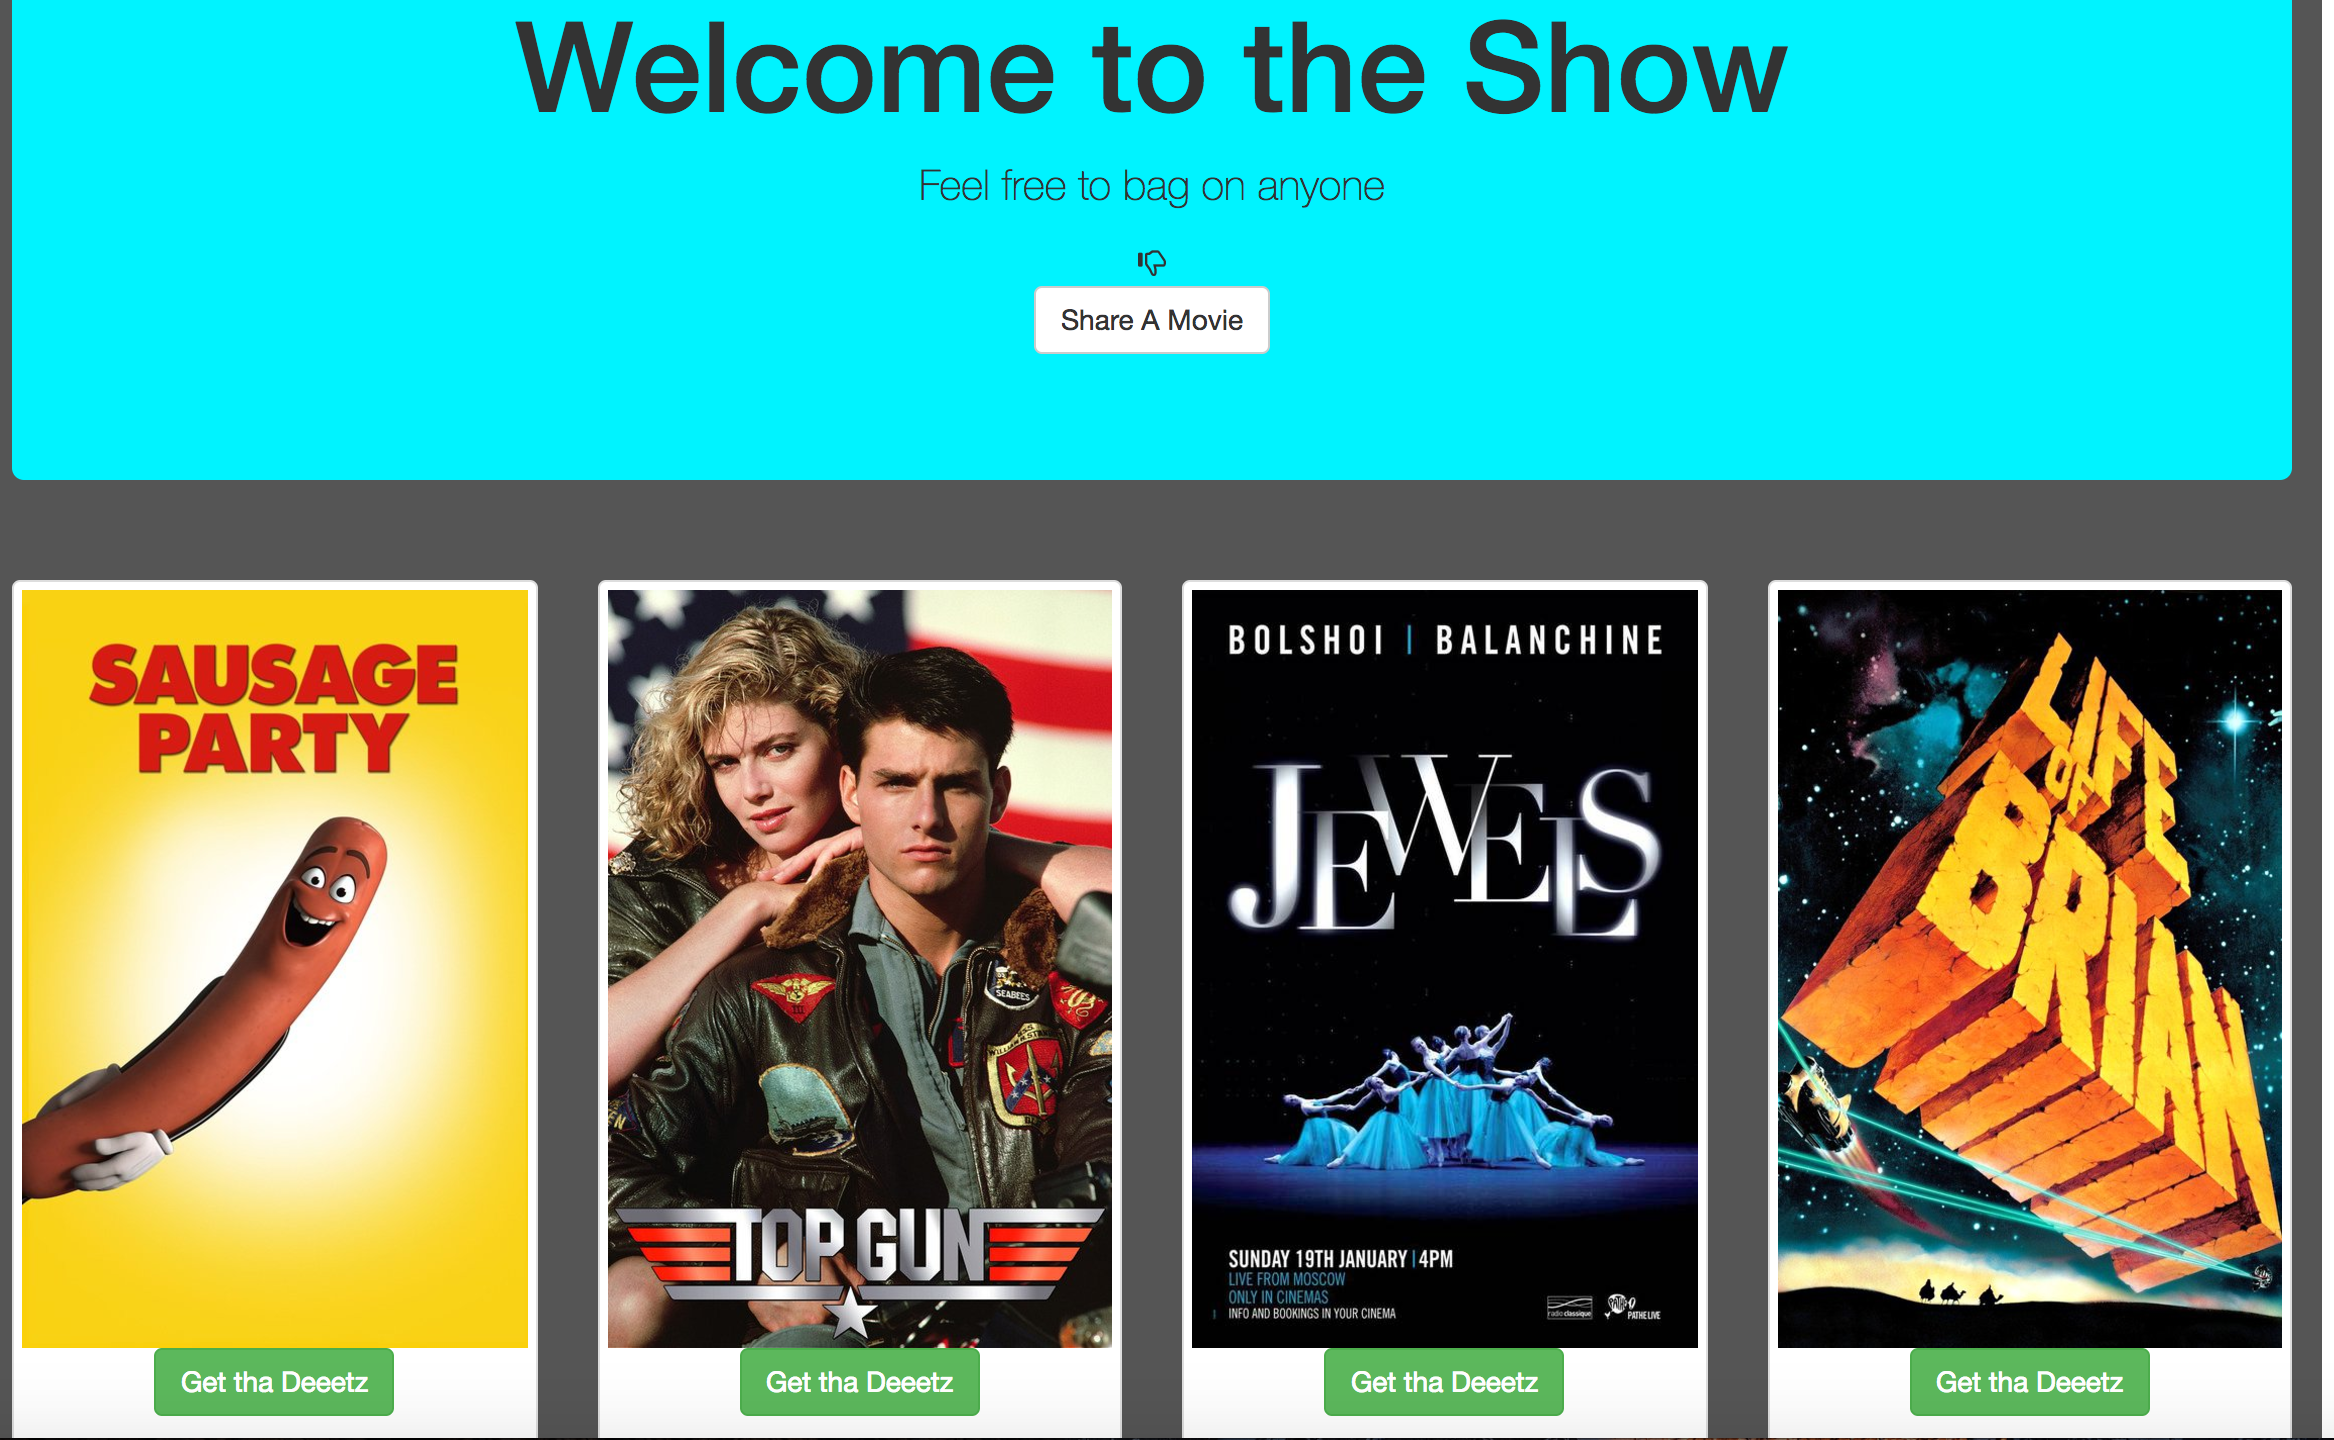 Welcome to the Show
Feel free to bag on anyone
Share A Movie
SAUSAGE
PARTY
Get tha Deeetz
SEABEES
TOP GUN
Get tha Deeetz
BOLSHOI | BALANCHINE
JEWELS
SUNDAY 19TH JANUARY | 4PM
LIVE FROM MOSCOW
ONLY IN CINEMAS
INFO AND BOOKINGS IN YOUR CINEMA
radio classique
PATHÉ LIVE
Get tha Deeetz
LIFE
OF
BRIAN
Get tha Deeetz